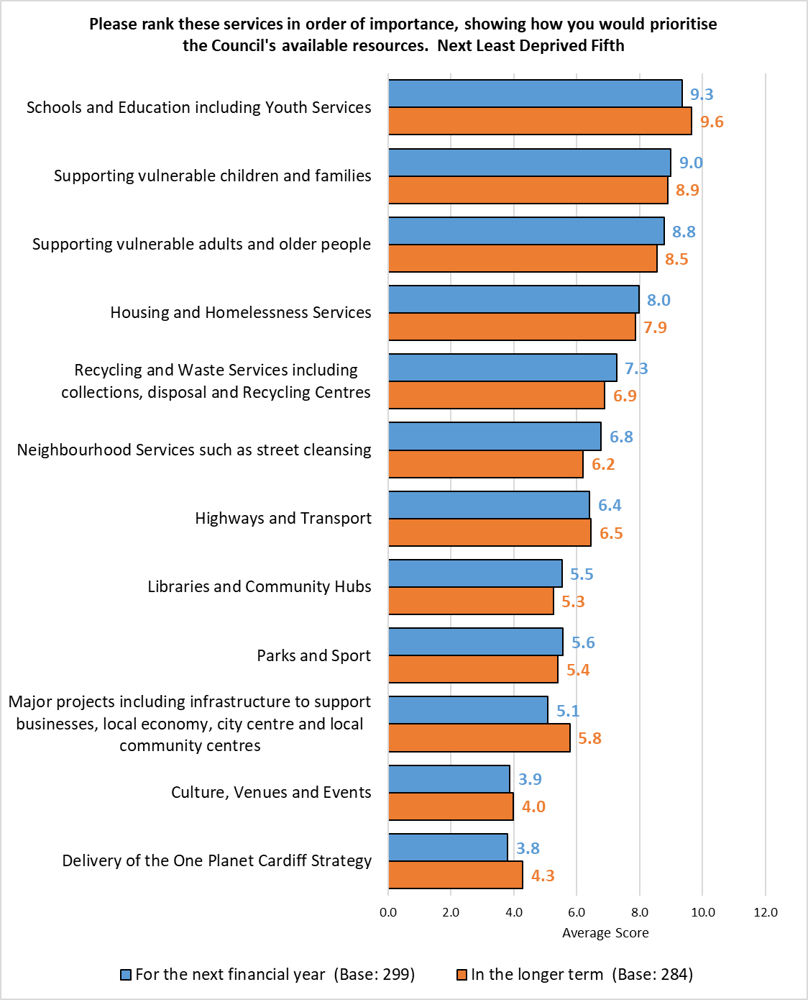 Please rank these services in order of importance, showing how you would prioritise
the Council's available resources.  Next Least Deprived Fifth
Schools and Education including Youth Services
9.3
9.6
Supporting vulnerable children and families
9.0
8.9
Supporting vulnerable adults and older people
8.8
8.5
Housing and Homelessness Services
8.0
7.9
Recycling and Waste Services including
collections, disposal and Recycling Centres
7.3
6.9
Neighbourhood Services such as street cleansing
6.8
6.2
Highways and Transport
6.4
6.5
Libraries and Community Hubs
5.5
5.3
Parks and Sport
5.6
5.4
Major projects including infrastructure to support
businesses, local economy, city centre and local
community centres
5.1
5.8
Culture, Venues and Events
3.9
4.0
Delivery of the One Planet Cardiff Strategy
3.8
4.3
0.0 2.0 4.0 6.0 8.0 10.0 12.0
Average Score
For the next financial year  (Base: 299) In the longer term  (Base: 284)